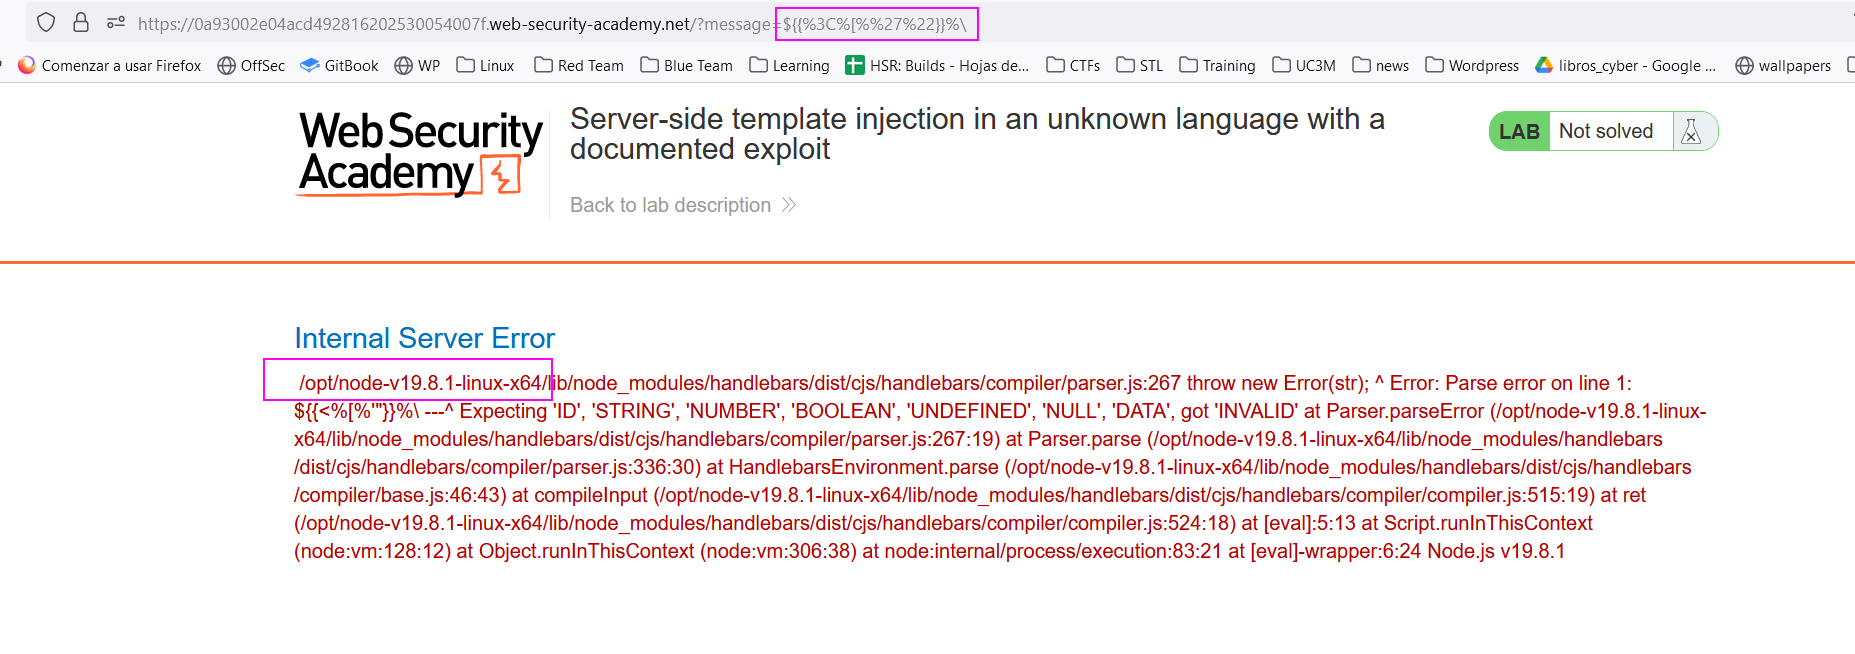 https://0a93002e04acd492816202530054007f.web-security-academy.net/?message=${{%3C%[%%27%22}}%\
Comenzar a usar Firefox OffSec GitBook WP Linux Red Team Blue Team Learning HSR: Builds - Hojas de... CTFs STL Training UC3M news Wordpress libros_cyber - Google ... wallpapers
Web Security
Academy
Server-side template injection in an unknown language with a
documented exploit
LAB Not solved
Back to lab description
Internal Server Error
/opt/node-v19.8.1-linux-x64/lib/node_modules/handlebars/dist/cjs/handlebars/compiler/parser.js:267 throw new Error(str); ^ Error: Parse error on line 1:
${{<%[%'"}}%\ ---^ Expecting 'ID', 'STRING', 'NUMBER', 'BOOLEAN', 'UNDEFINED', 'NULL', 'DATA', got 'INVALID' at Parser.parseError (/opt/node-v19.8.1-linux-
x64/lib/node_modules/handlebars/dist/cjs/handlebars/compiler/parser.js:267:19) at Parser.parse (/opt/node-v19.8.1-linux-x64/lib/node_modules/handlebars
/dist/cjs/handlebars/compiler/parser.js:336:30) at HandlebarsEnvironment.parse (/opt/node-v19.8.1-linux-x64/lib/node_modules/handlebars/dist/cjs/handlebars
/compiler/base.js:46:43) at compileInput (/opt/node-v19.8.1-linux-x64/lib/node_modules/handlebars/dist/cjs/handlebars/compiler/compiler.js:515:19) at ret
(/opt/node-v19.8.1-linux-x64/lib/node_modules/handlebars/dist/cjs/handlebars/compiler/compiler.js:524:18) at [eval]:5:13 at Script.runInThisContext
(node:vm:128:12) at Object.runInThisContext (node:vm:306:38) at node:internal/process/execution:83:21 at [eval]-wrapper:6:24 Node.js v19.8.1